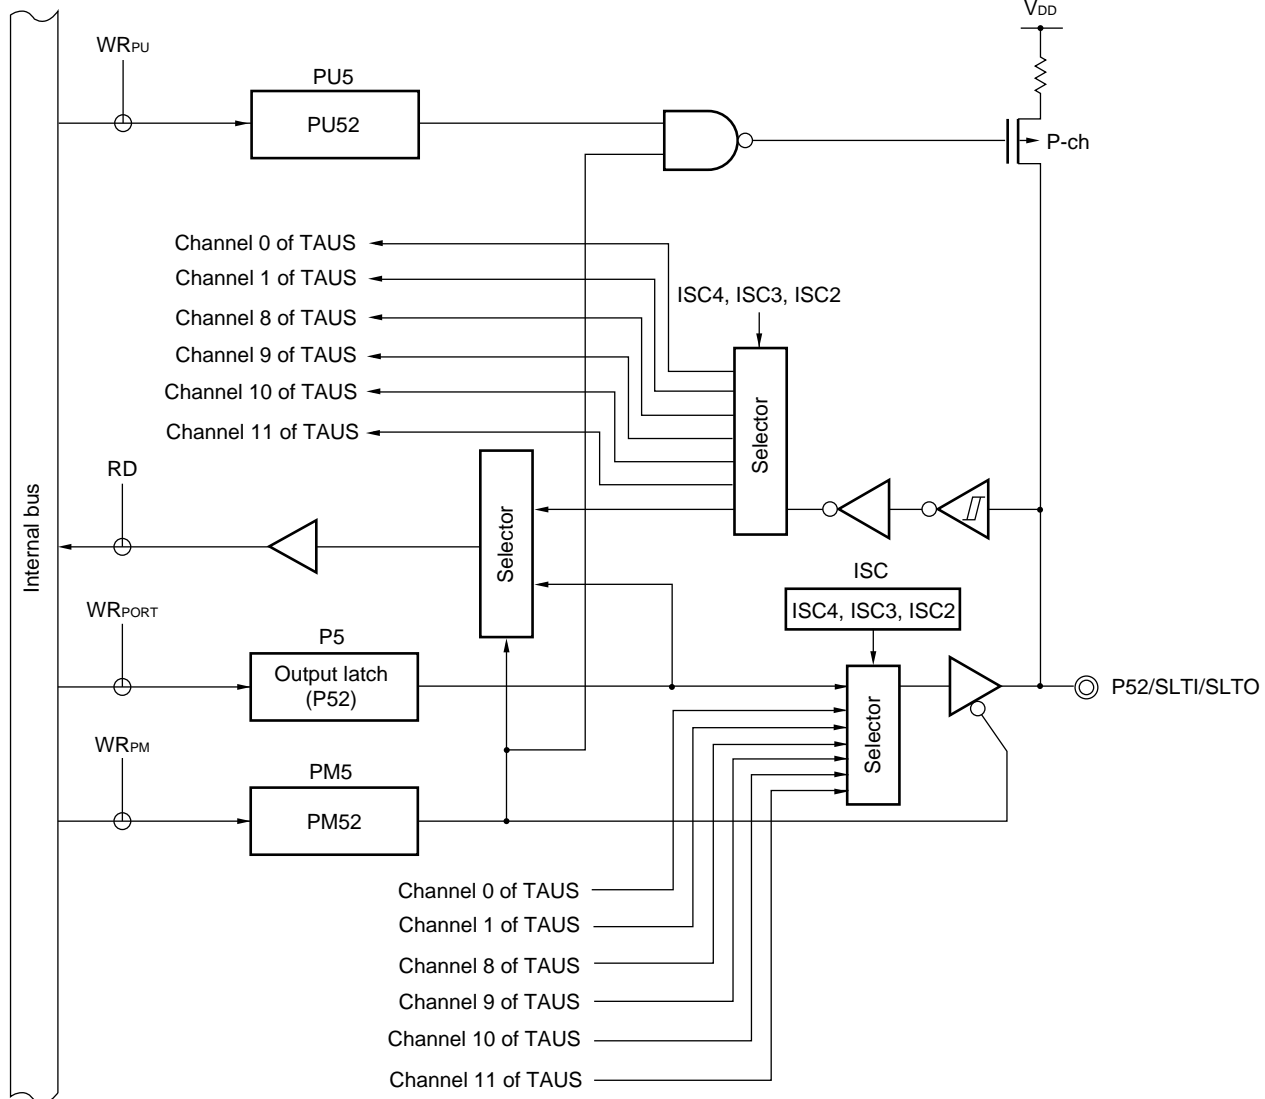 VDD
WRPU
PU5
PU52
P-ch
Channel 0 of TAUS
Channel 1 of TAUS
ISC4, ISC3, ISC2
Channel 8 of TAUS
Channel 9 of TAUS
Channel 10 of TAUS
Channel 11 of TAUS
Selector
RD
Selector
Internal bus
ISC
ISC4, ISC3, ISC2
WRPORT
P5
Output latch
(P52)
Selector
P52/SLTI/SLTO
WRPM
PM5
PM52
Channel 0 of TAUS
Channel 1 of TAUS
Channel 8 of TAUS
Channel 9 of TAUS
Channel 10 of TAUS
Channel 11 of TAUS